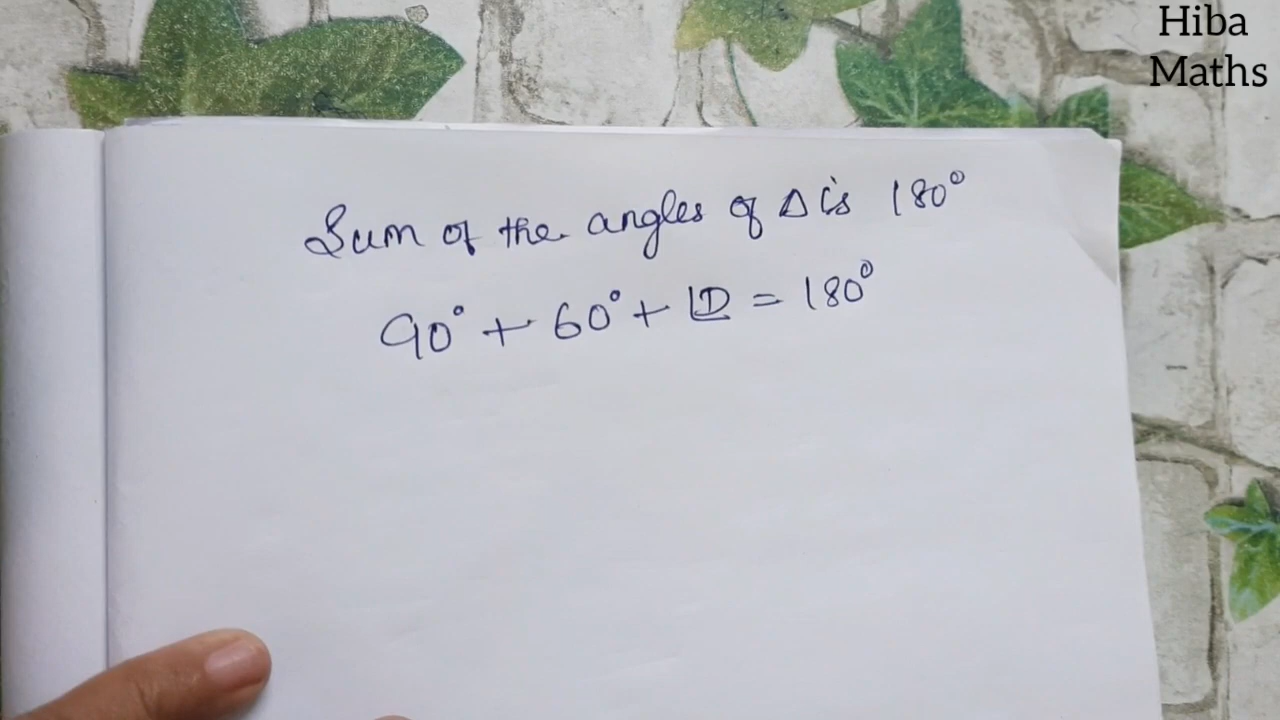 Hiba
Maths
Sum of the angles of Δ is 180°
90° + 60° + ∠D = 180°